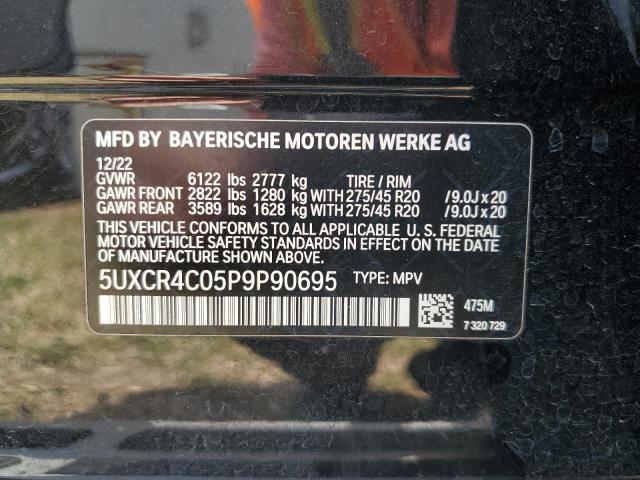 MFD BY BAYERISCHE MOTOREN WERKE AG
12/22
GVWR 6122 lbs 2777 kg TIRE / RIM
GAWR FRONT 2822 lbs 1280 kg WITH 275/45 R20 /9.0J x 20
GAWR REAR 3589 lbs 1628 kg WITH 275/45 R20 /9.0J x 20
THIS VEHICLE CONFORMS TO ALL APPLICABLE U. S. FEDERAL
MOTOR VEHICLE SAFETY STANDARDS IN EFFECT ON THE DATE
OF MANUFACTURE SHOWN ABOVE.
5UXCR4C05P9P90695 TYPE: MPV
475M
7 320 729